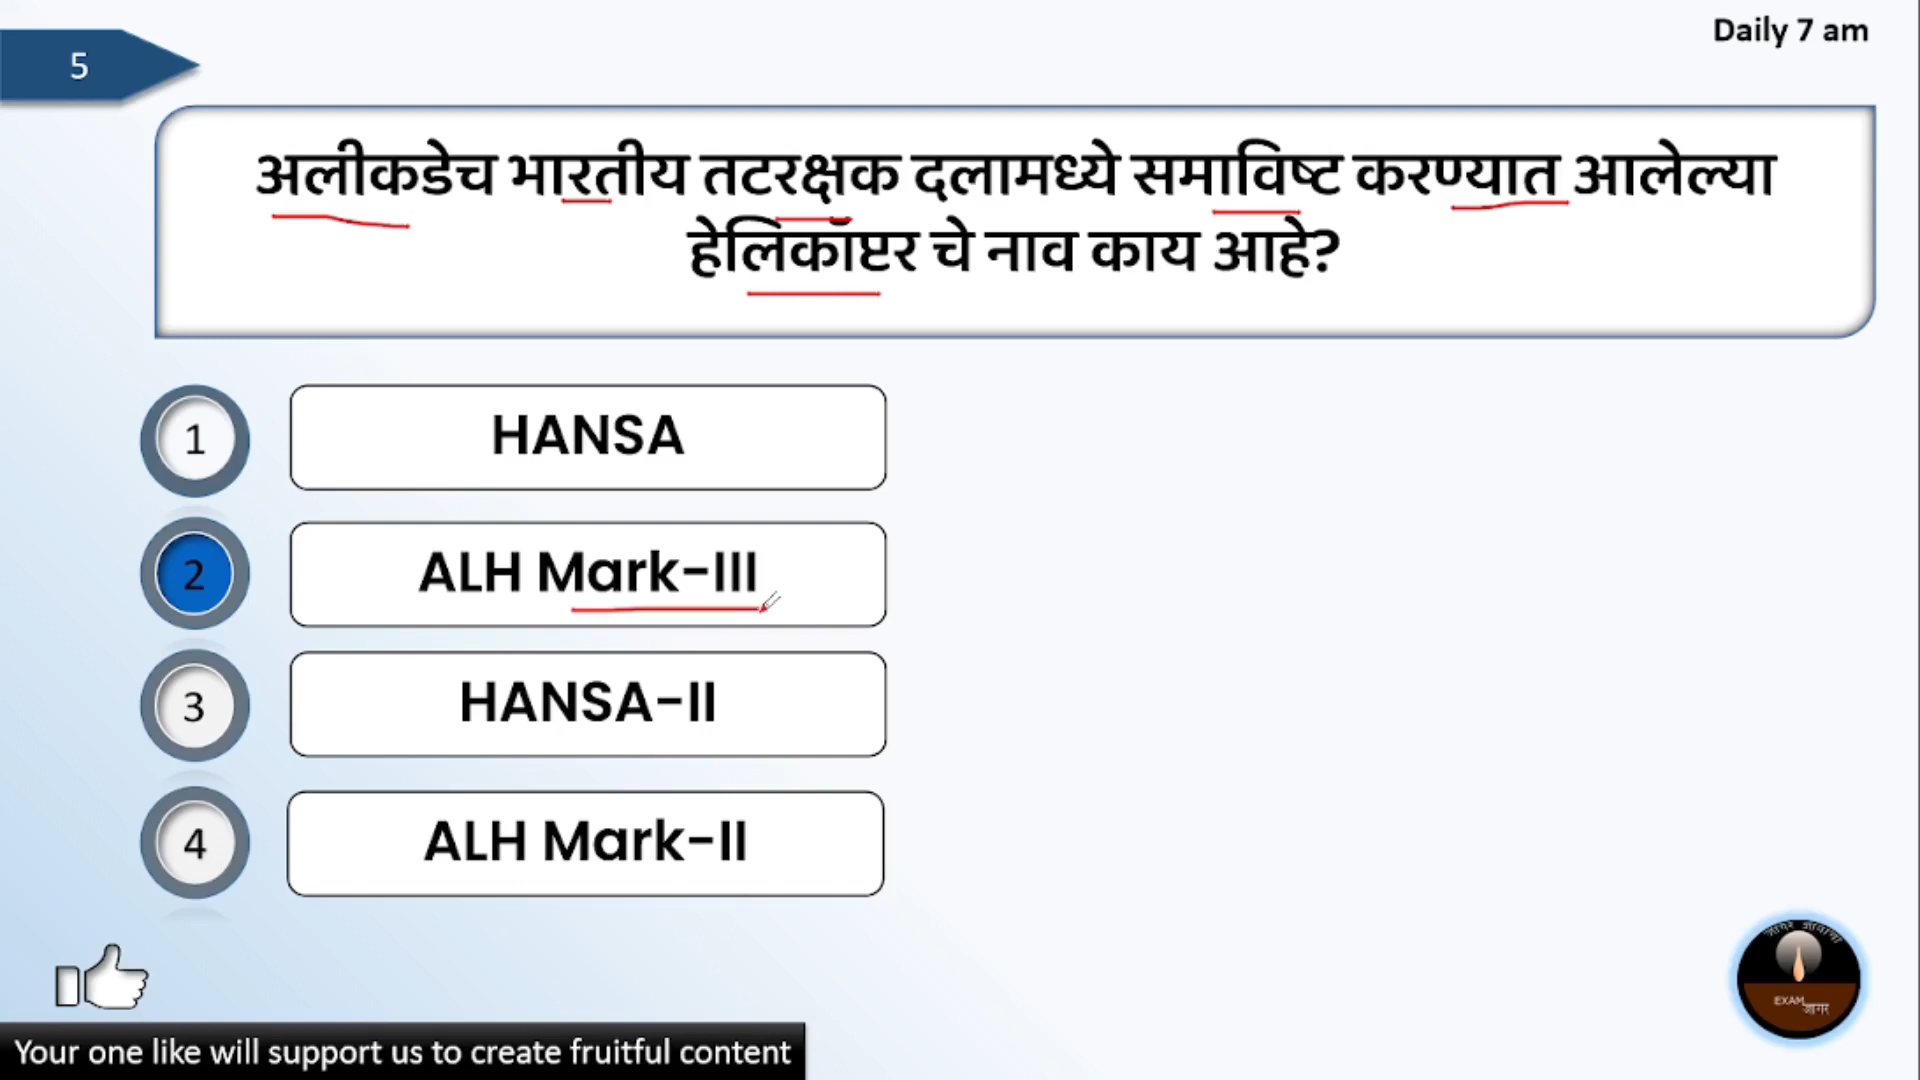 Daily 7 am
5
अलीकडेच भारतीय तटरक्षक दलामध्ये समाविष्ट करण्यात आलेल्या
हेलिकॉप्टर चे नाव काय आहे?
1
HANSA
2
ALH Mark-III
3
HANSA-II
4
ALH Mark-II
EXAM
जागर
Your one like will support us to create fruitful content